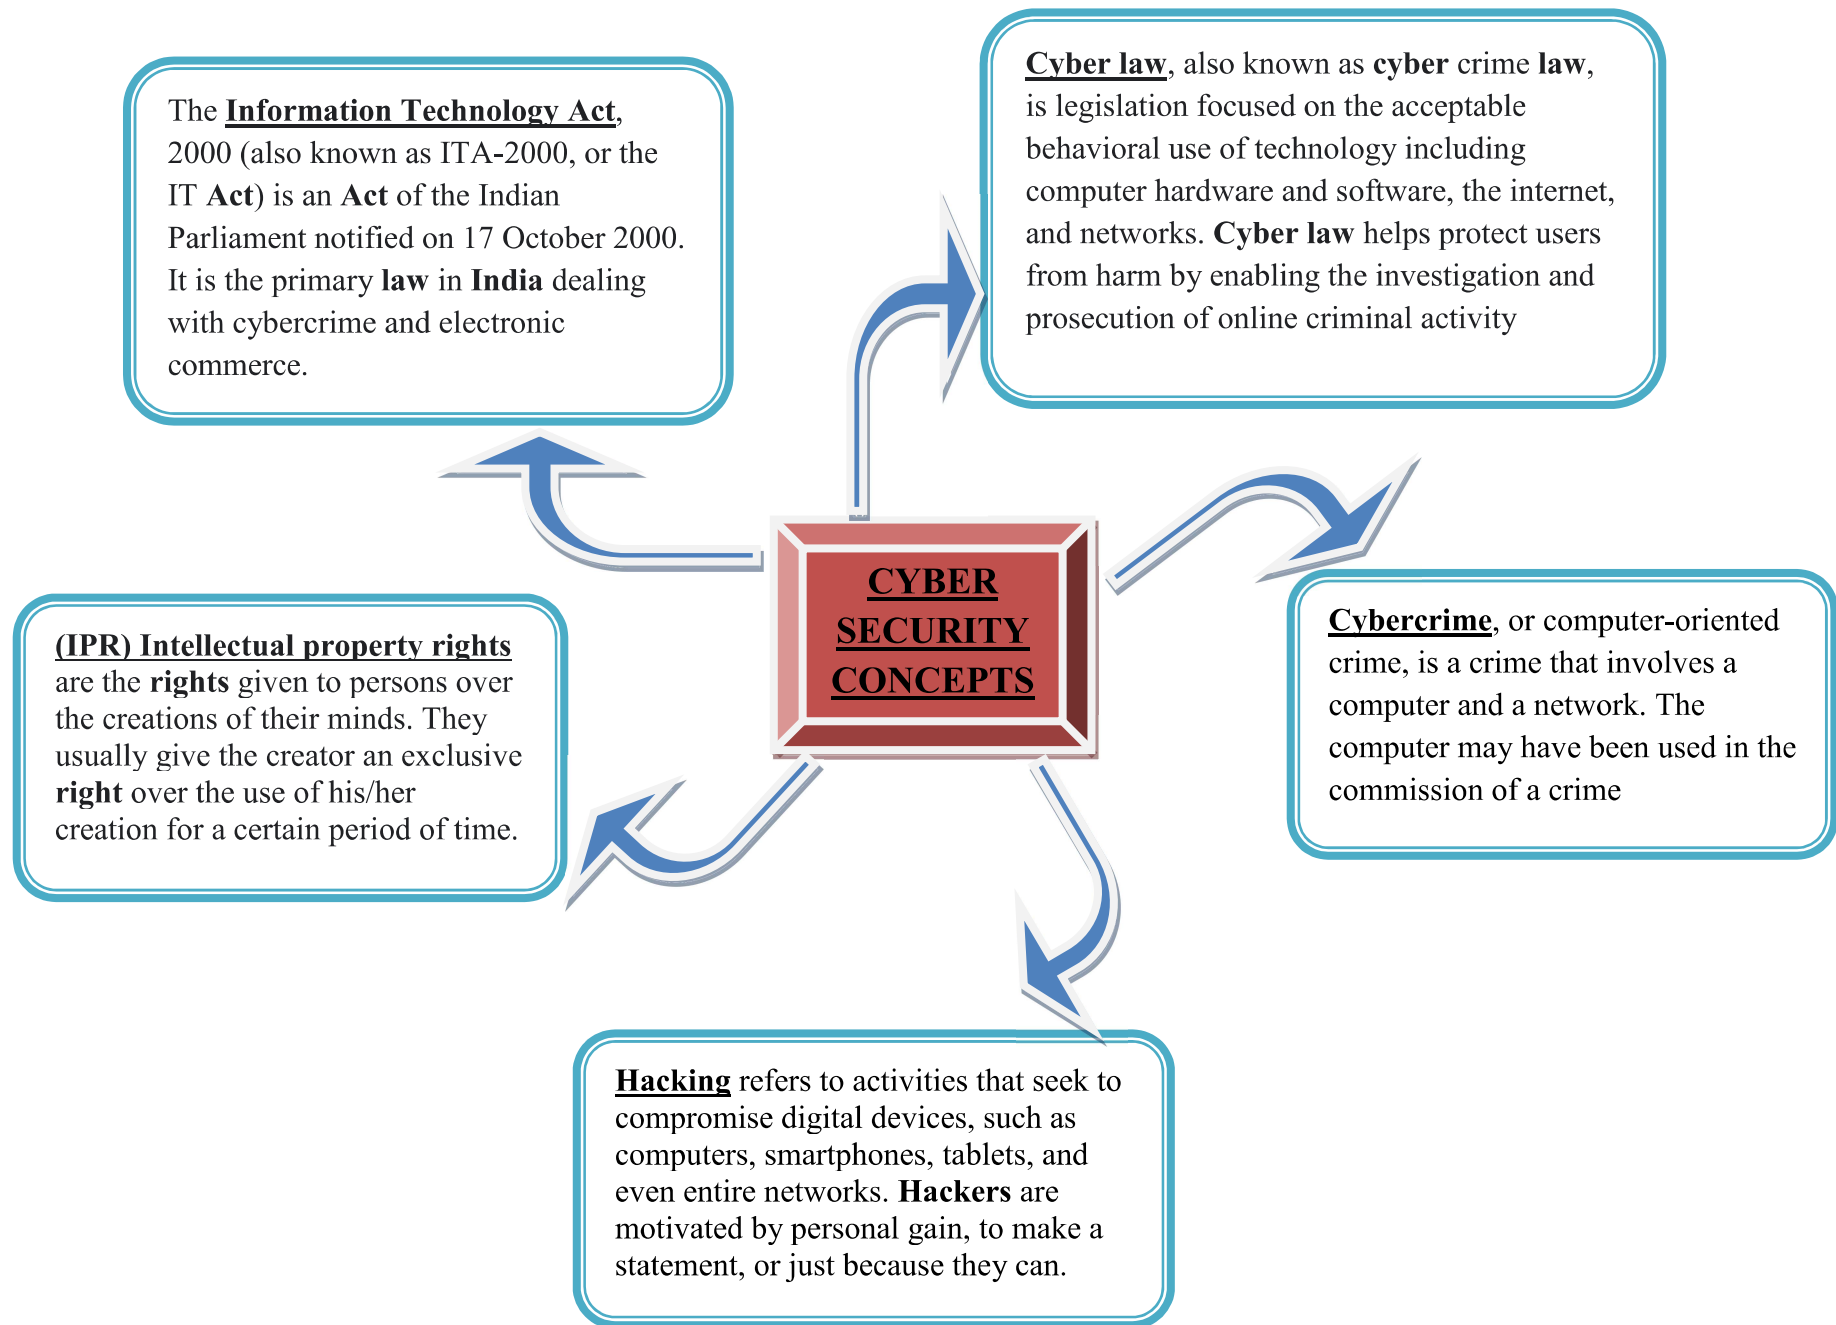 The Information Technology Act,
2000 (also known as ITA-2000, or the
IT Act) is an Act of the Indian
Parliament notified on 17 October 2000.
It is the primary law in India dealing
with cybercrime and electronic
commerce.
Cyber law, also known as cyber crime law,
is legislation focused on the acceptable
behavioral use of technology including
computer hardware and software, the internet,
and networks. Cyber law helps protect users
from harm by enabling the investigation and
prosecution of online criminal activity
CYBER
SECURITY
CONCEPTS
(IPR) Intellectual property rights
are the rights given to persons over
the creations of their minds. They
usually give the creator an exclusive
right over the use of his/her
creation for a certain period of time.
Cybercrime, or computer-oriented
crime, is a crime that involves a
computer and a network. The
computer may have been used in the
commission of a crime
Hacking refers to activities that seek to
compromise digital devices, such as
computers, smartphones, tablets, and
even entire networks. Hackers are
motivated by personal gain, to make a
statement, or just because they can.